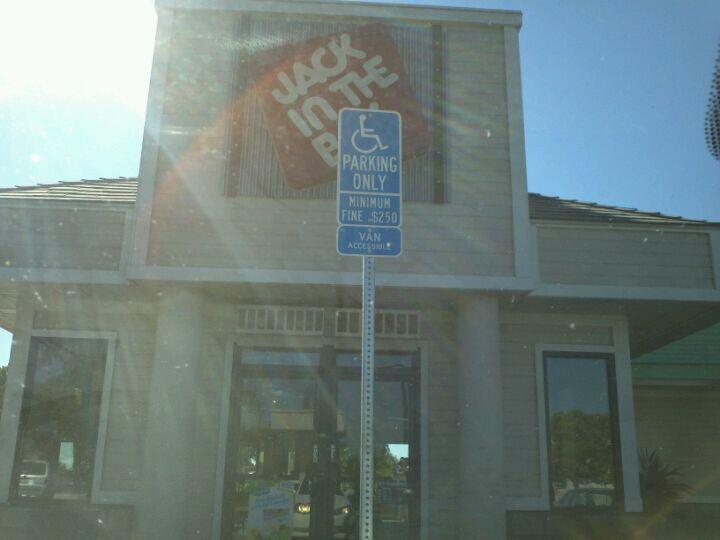 JACK
IN THE
B
PARKING
ONLY
MINIMUM
FINE $250
VAN
ACCESSIBLE